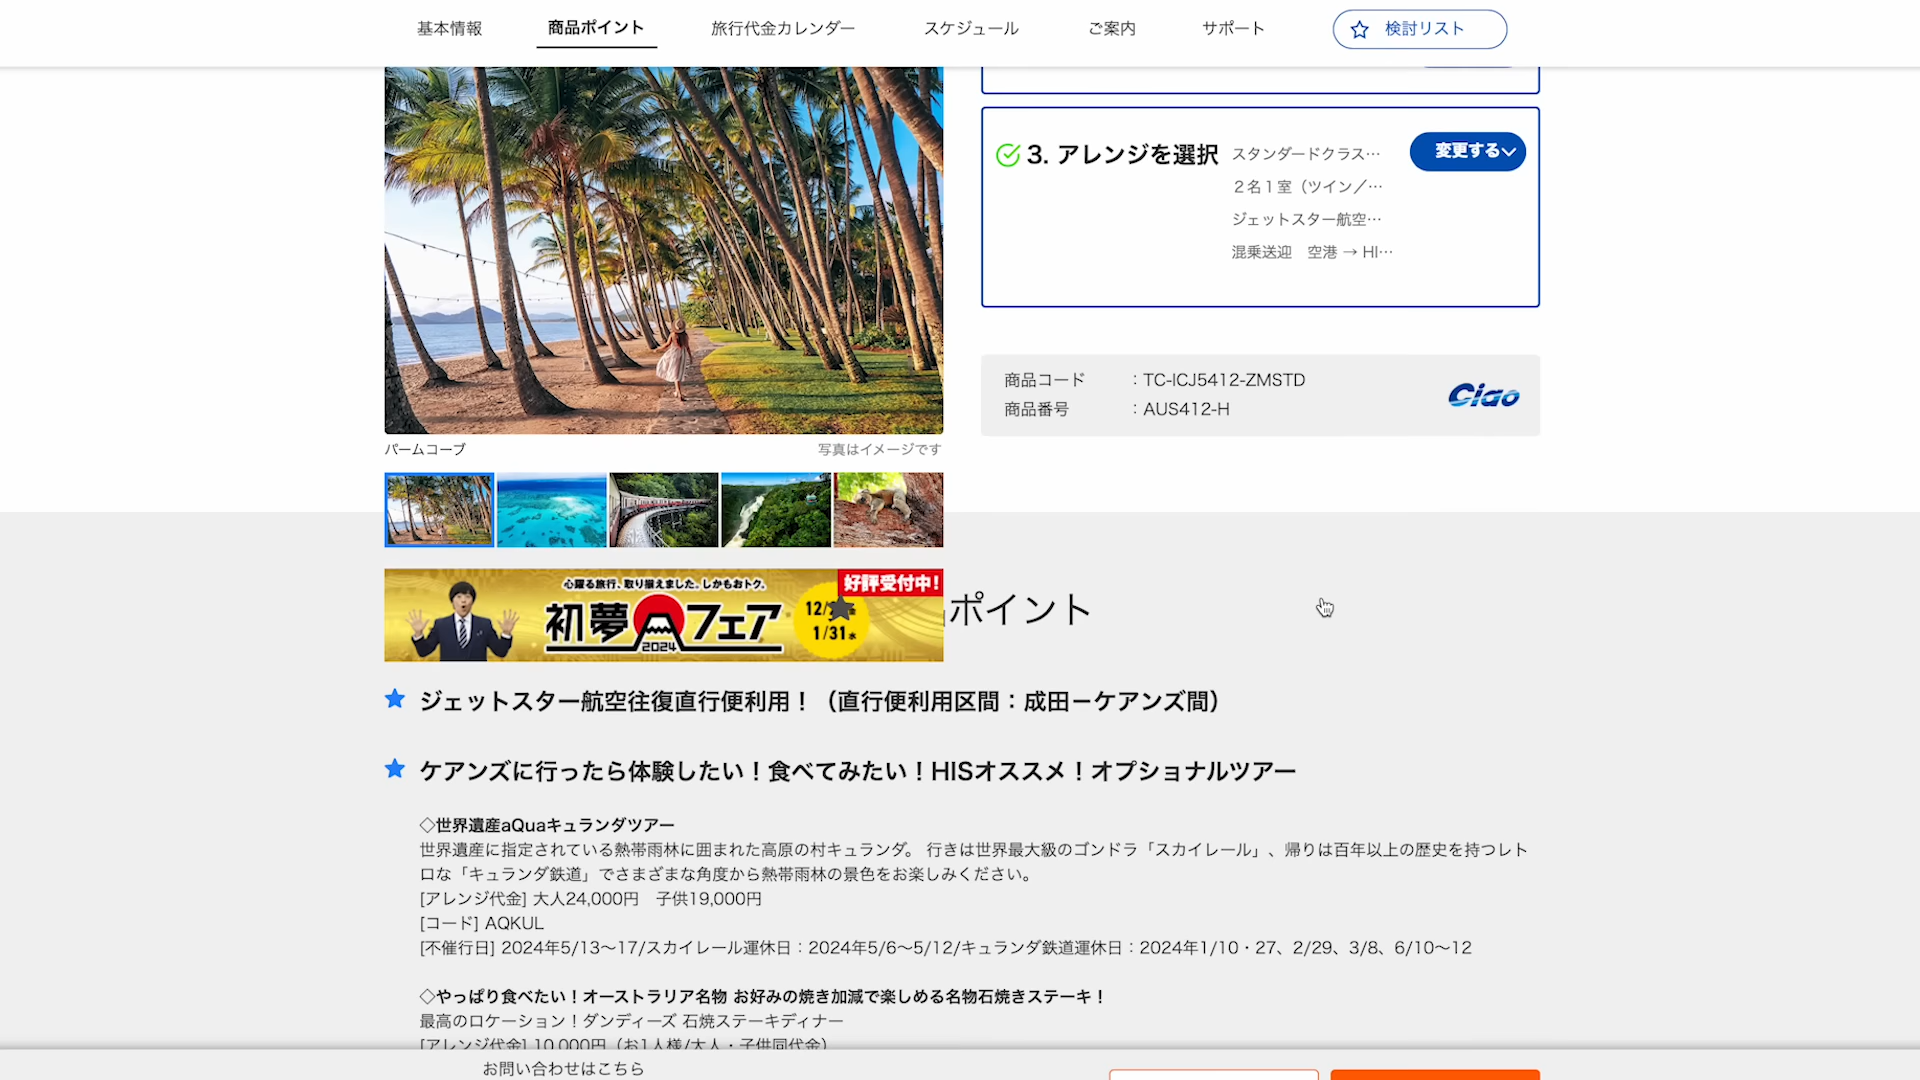 基本情報
商品ポイント
旅行代金カレンダー
スケジュール
ご案内
サポート
検討リスト
3. アレンジを選択
スタンダードクラス…
２名１室（ツイン／…
ジェットスター航空…
混乗送迎　空港 → HI…
変更する
商品コード ：TC-ICJ5412-ZMSTD
商品番号 ：AUS412-H
Ciao
パームコーブ
写真はイメージです
心躍る旅行、取り揃えました。しかもおトク。
好評受付中!
初夢フェア
2024
12/
1/31水
ポイント
ジェットスター航空往復直行便利用！（直行便利用区間：成田ーケアンズ間）
ケアンズに行ったら体験したい！食べてみたい！HISオススメ！オプショナルツアー
◇世界遺産aQuaキュランダツアー
世界遺産に指定されている熱帯雨林に囲まれた高原の村キュランダ。 行きは世界最大級のゴンドラ「スカイレール」、帰りは百年以上の歴史を持つレト
ロな「キュランダ鉄道」でさまざまな角度から熱帯雨林の景色をお楽しみください。
[アレンジ代金] 大人24,000円　子供19,000円
[コード] AQKUL
[不催行日] 2024年5/13〜17/スカイレール運休日：2024年5/6〜5/12/キュランダ鉄道運休日：2024年1/10・27、2/29、3/8、6/10〜12
◇やっぱり食べたい！オーストラリア名物 お好みの焼き加減で楽しめる名物石焼きステーキ！
最高のロケーション！ダンディーズ 石焼ステーキディナー
[アレンジ代金] 10,000円（お1人様/大人・子供同代金）
お問い合わせはこちら